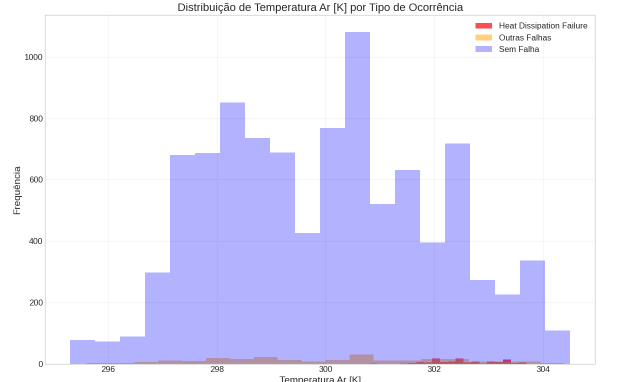 Distribuição de Temperatura Ar [K] por Tipo de Ocorrência
Heat Dissipation Failure
Outras Falhas
Sem Falha
Frequência
1000
800
600
400
200
0
296
298
300
302
304
Temperatura Ar [K]